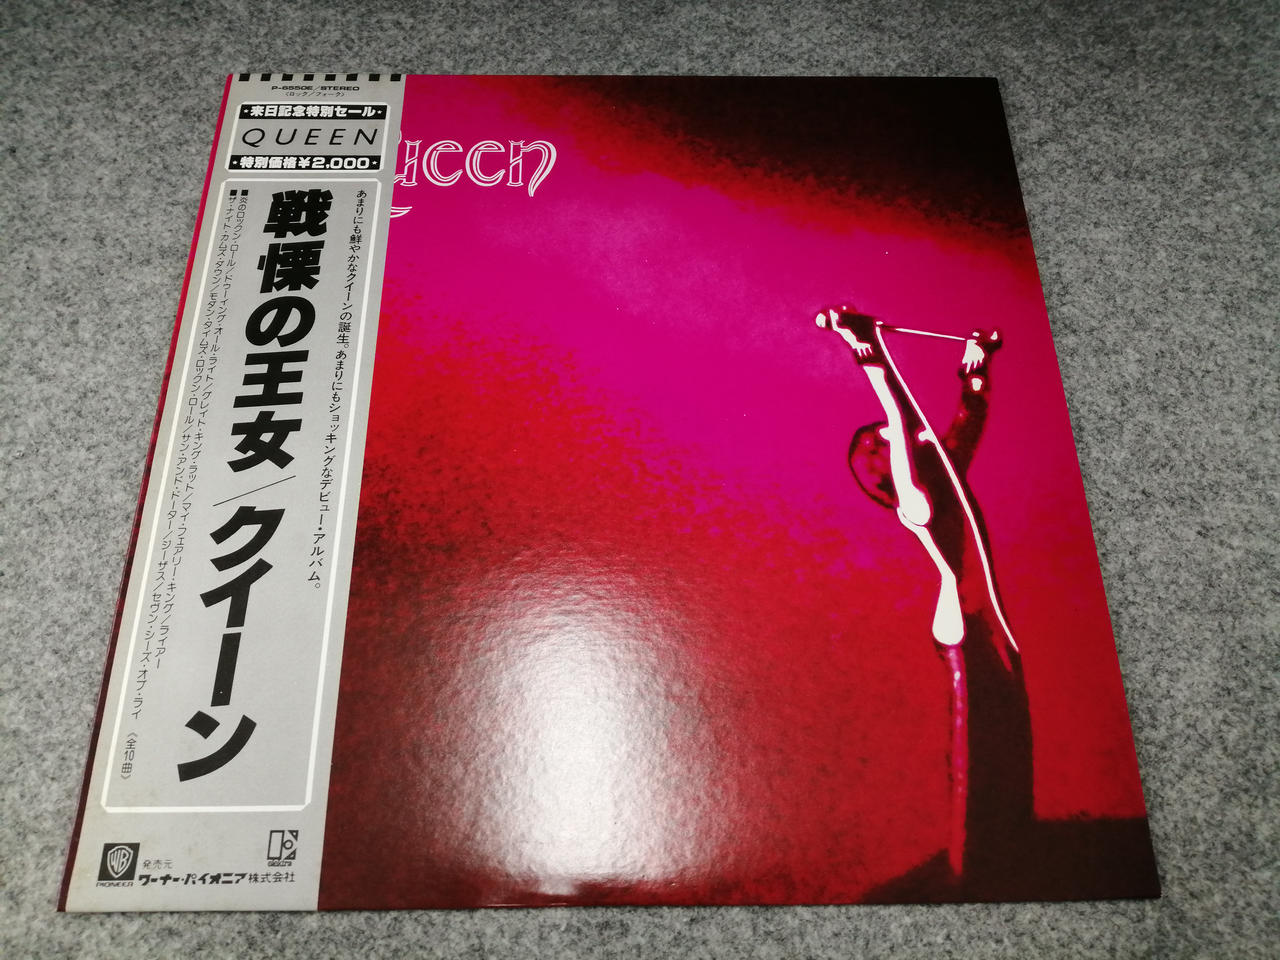 P-6550E/STEREO
(ロック/フォーク)
★来日記念特別セール★
QUEEN
★特別価格¥2,000★
Queen
あまりにも鮮やかなクイーンの誕生。あまりにもショッキングなデビュー・アルバム。
戦慄の王女/クイーン
■炎のロックン・ロール/ドゥーイング・オール・ライト/グレイト・キング・ラット/マイ・フェアリー・キング/ライアー
■ザ・ナイト・カムズ・ダウン/モダン・タイムス・ロックン・ロール/サン・アンド・ドーター/ジーザス/セヴン・シーズ・オブ・ライ
《全10曲》
WB
PIONEER
発売元
ワーナー・パイオニア株式会社
elektra